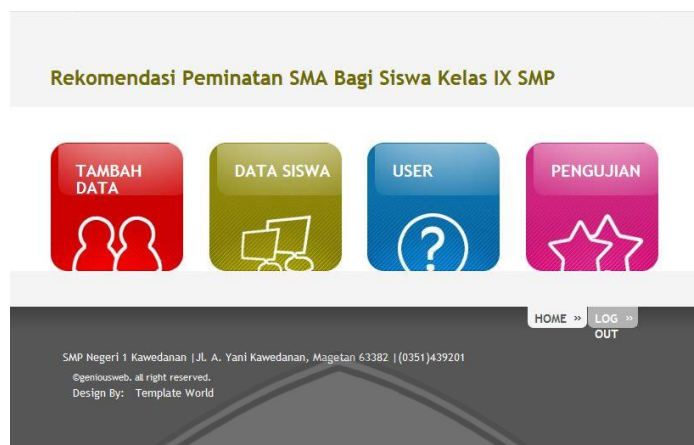 Rekomendasi Peminatan SMA Bagi Siswa Kelas IX SMP
TAMBAH
DATA
DATA SISWA
USER
?
PENGUJIAN
HOME »
LOG »
OUT
SMP Negeri 1 Kawedanan |Jl. A. Yani Kawedanan, Magetan 63382 |(0351)439201
©geniousweb. all right reserved.
Design By: Template World